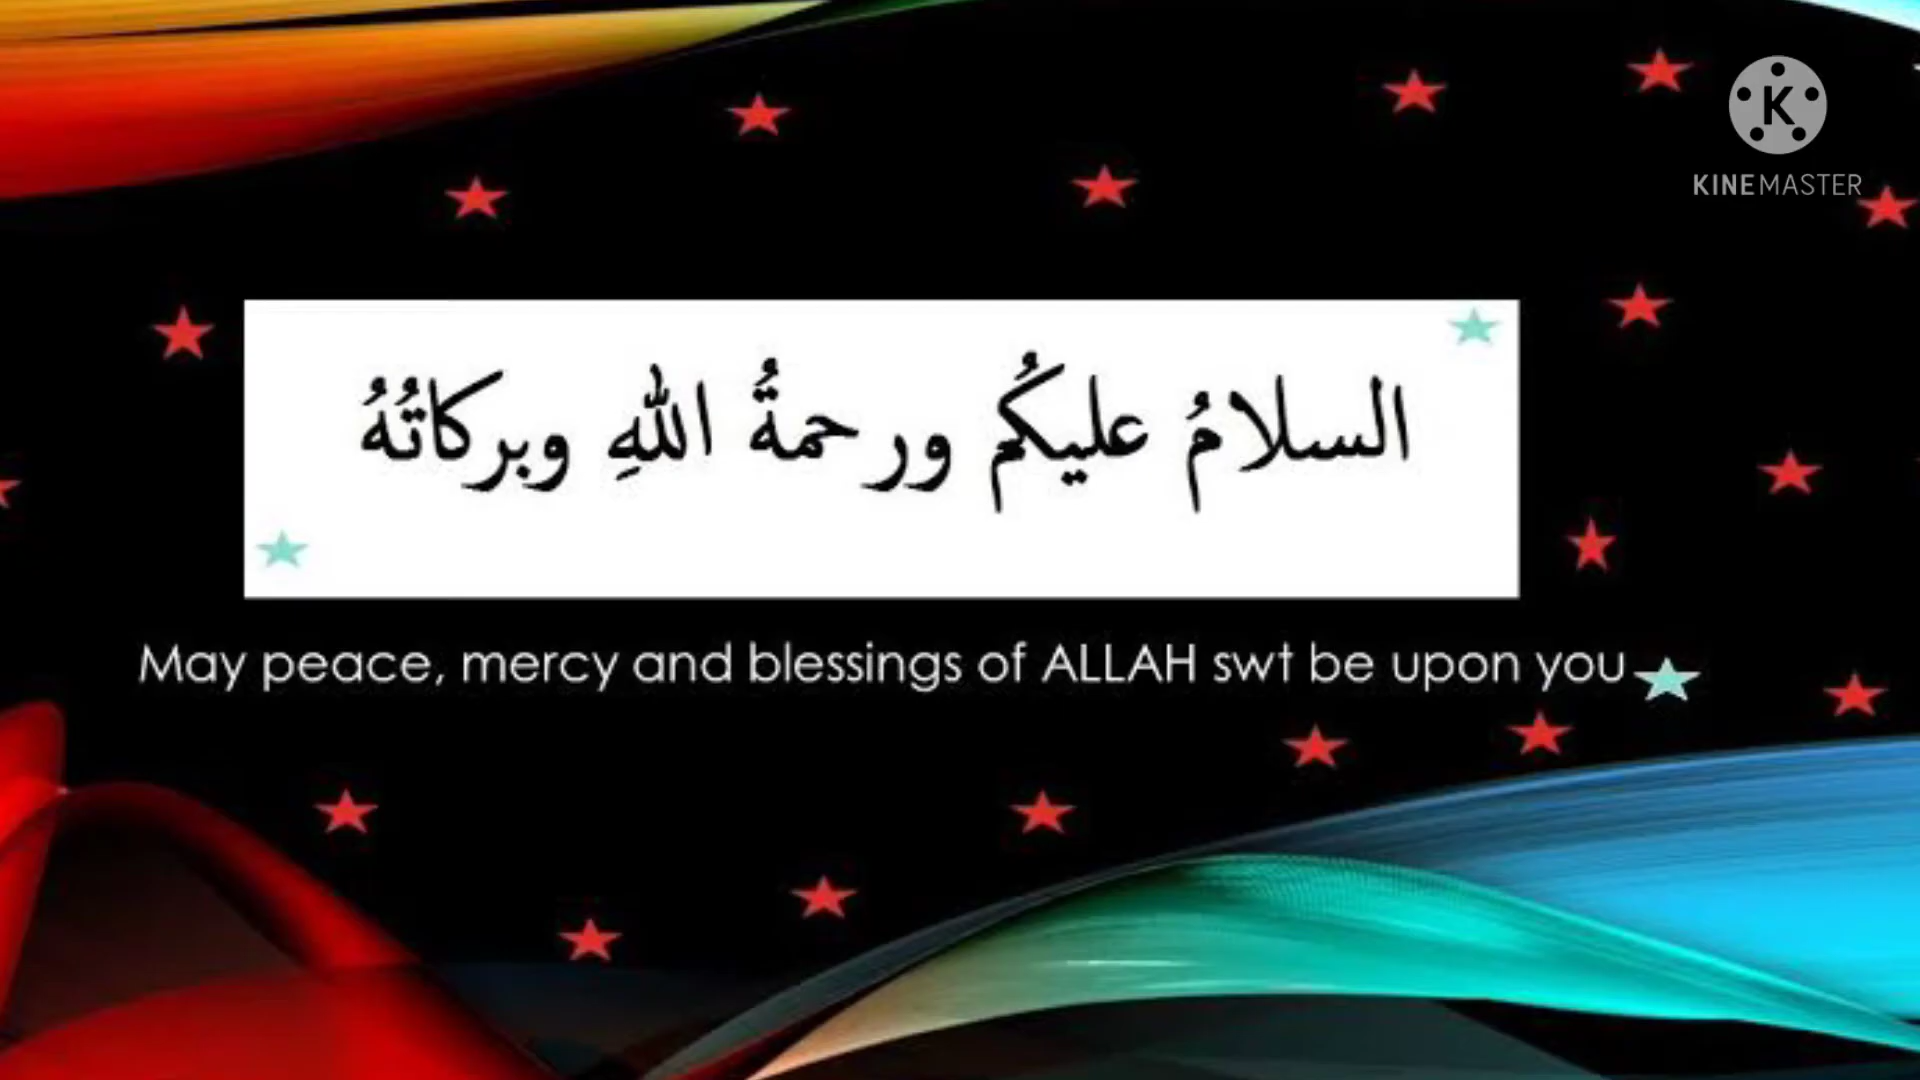 K
KINEMASTER
السلامُ عليكُم ورحمةُ اللهِ وبركاتُهُ
May peace, mercy and blessings of ALLAH swt be upon you